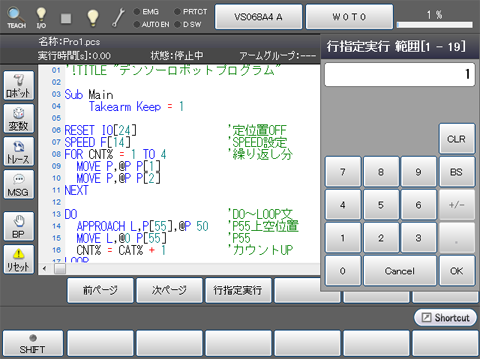 TEACH
I/O
EMG
PRTCT
AUTO EN
D SW
VS068A4 A
W 0 T 0
1 %
名称:Pro1.pcs
実行時間[s]:0.00 状態:停止中 アームグループ:---
行指定実行 範囲[1 - 19]
1
01 '!TITLE "デンソーロボットプログラム"
02
03 Sub Main
04 Takearm Keep = 1
05
06 RESET IO[24] '定位置OFF
07 SPEED F[14] 'SPEED設定
08 FOR CNT% = 1 TO 4 '繰り返し分
09 MOVE P,@P P[1]
10 MOVE P,@P P[2]
11 NEXT
12
13 DO 'DO～LOOP文
14 APPROACH L,P[55],@P 50 'P55上空位置
15 MOVE L,@0 P[55] 'P55
16 CNT% = CAT% + 1 'カウントUP
17 LOOP
ロボット
変数
トレース
MSG
BP
リセット
CLR
7 8 9 BS
4 5 6 +/-
1 2 3 .
0 Cancel OK
前ページ
次ページ
行指定実行
Shortcut
SHIFT